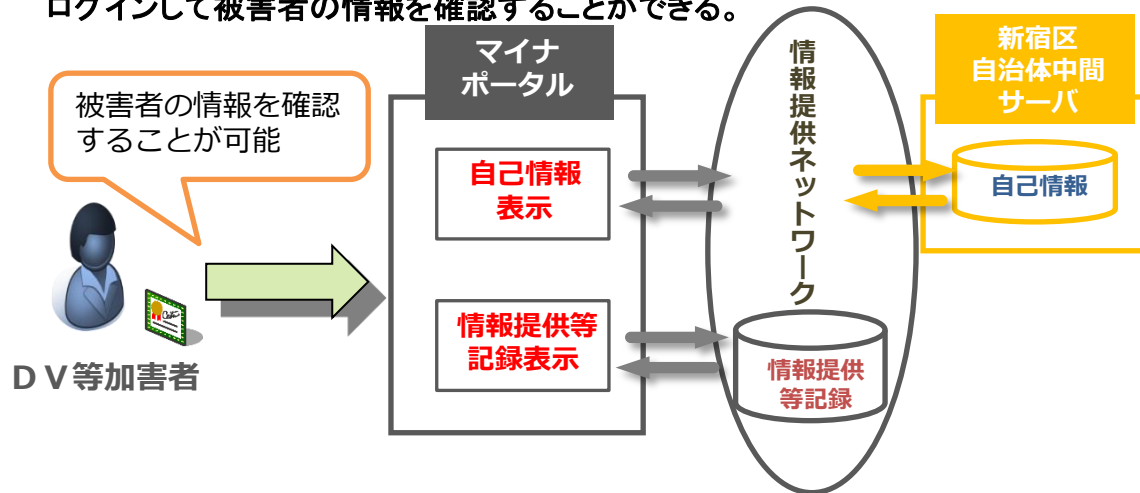 ログインして被害者の情報を確認することができる。
マイナ
ポータル
新宿区
自治体中間
サーバ
情報提供ネットワーク
被害者の情報を確認
することが可能
自己情報
表示
自己情報
情報提供等
記録表示
情報提供
等記録
ＤＶ等加害者